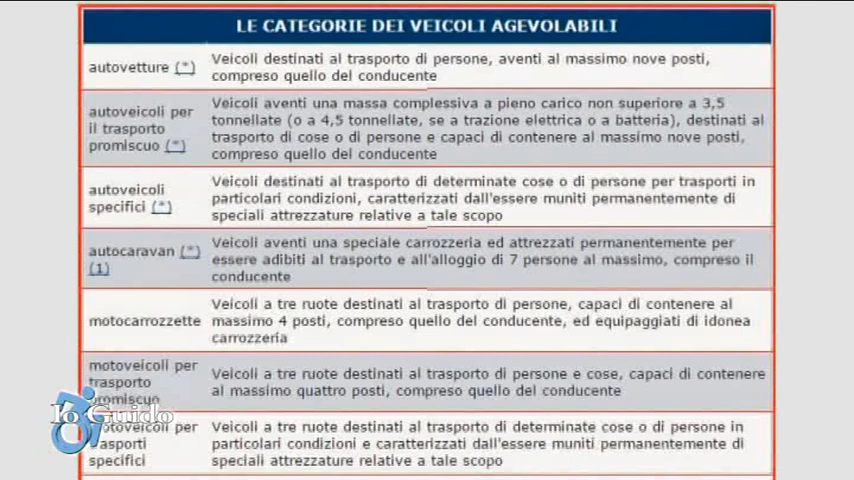 LE CATEGORIE DEI VEICOLI AGEVOLABILI
autovetture (*)
Veicoli destinati al trasporto di persone, aventi al massimo nove posti,
compreso quello del conducente
autoveicoli per
il trasporto
promiscuo (*)
Veicoli aventi una massa complessiva a pieno carico non superiore a 3,5
tonnellate (o a 4,5 tonnellate, se a trazione elettrica o a batteria), destinati al
trasporto di cose o di persone e capaci di contenere al massimo nove posti,
compreso quello del conducente
autoveicoli
specifici (*)
Veicoli destinati al trasporto di determinate cose o di persone per trasporti in
particolari condizioni, caratterizzati dall'essere muniti permanentemente di
speciali attrezzature relative a tale scopo
autocaravan (*)
(1)
Veicoli aventi una speciale carrozzeria ed attrezzati permanentemente per
essere adibiti al trasporto e all'alloggio di 7 persone al massimo, compreso il
conducente
motocarrozzette
Veicoli a tre ruote destinati al trasporto di persone, capaci di contenere al
massimo 4 posti, compreso quello del conducente, ed equipaggiati di idonea
carrozzeria
motoveicoli per
trasporto
promiscuo
Veicoli a tre ruote destinati al trasporto di persone e cose, capaci di contenere
al massimo quattro posti, compreso quello del conducente
motoveicoli per
trasporti
specifici
Veicoli a tre ruote destinati al trasporto di determinate cose o di persone in
particolari condizioni e caratterizzati dall'essere muniti permanentemente di
speciali attrezzature relative a tale scopo
Io Guido